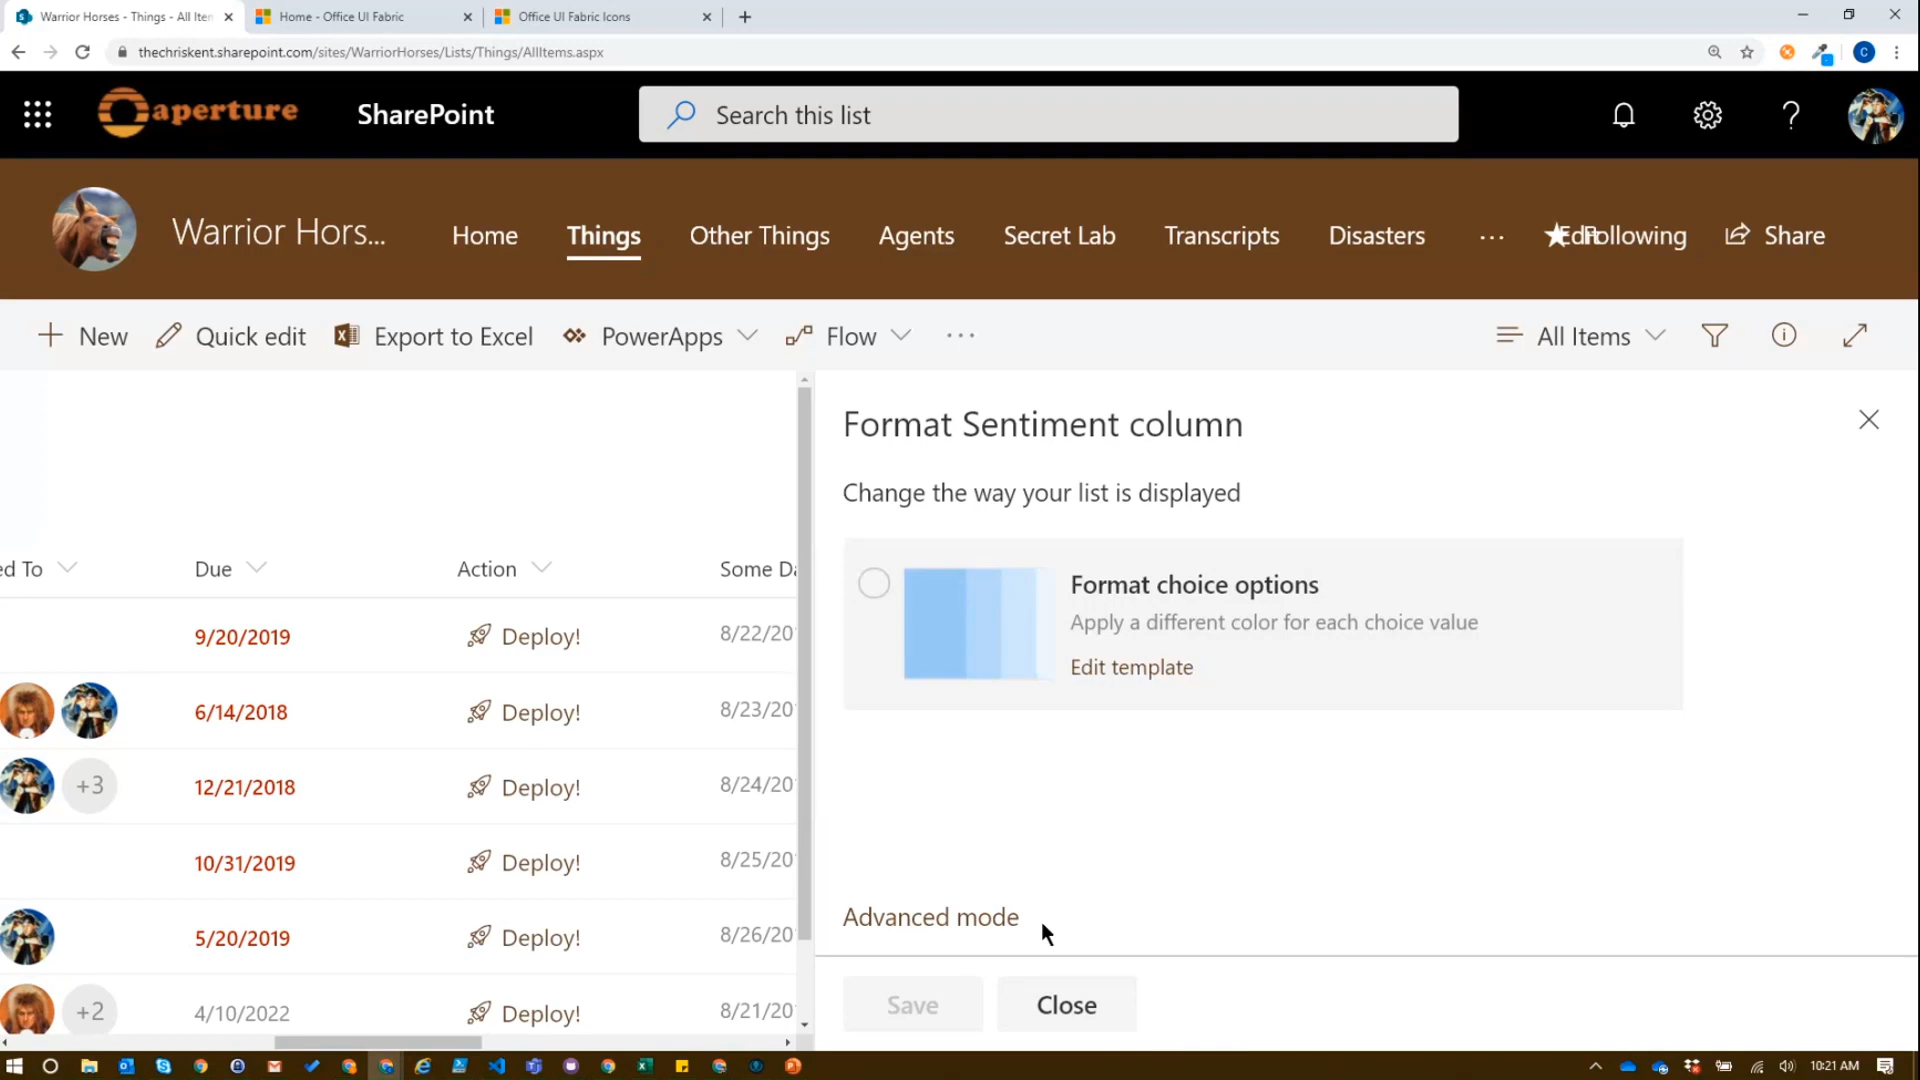 Warrior Horses - Things - All Iten
Home - Office UI Fabric
Office UI Fabric Icons
thechriskent.sharepoint.com/sites/WarriorHorses/Lists/Things/AllItems.aspx
C
aperture
SharePoint
Search this list
Warrior Hors...
Home
Things
Other Things
Agents
Secret Lab
Transcripts
Disasters
...
Edit
Following
Share
New
Quick edit
Export to Excel
PowerApps
Flow
...
All Items
Format Sentiment column
Change the way your list is displayed
Format choice options
Apply a different color for each choice value
Edit template
ed To
Due
Action
Some Da
9/20/2019
Deploy!
8/22/20
6/14/2018
Deploy!
8/23/20
+3
12/21/2018
Deploy!
8/24/20
10/31/2019
Deploy!
8/25/20
5/20/2019
Deploy!
8/26/20
+2
4/10/2022
Deploy!
8/21/20
Advanced mode
Save
Close
10:21 AM